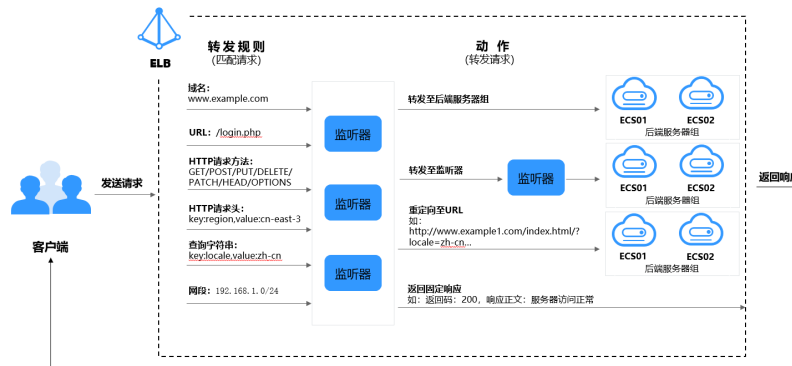 ELB
转发规则
(匹配请求)
动 作
(转发请求)
域名：
www.example.com
URL：/login.php
HTTP请求方法：
GET/POST/PUT/DELETE/
PATCH/HEAD/OPTIONS
HTTP请求头：
key:region,value:cn-east-3
查询字符串：
key:locale,value:zh-cn
网段：192.168.1.0/24
监听器
监听器
监听器
转发至后端服务器组
转发至监听器
监听器
重定向至URL
如：
http://www.example1.com/index.html/?
locale=zh-cn...
返回固定响应
如：返回码：200，响应正文：服务器访问正常
ECS01
ECS02
后端服务器组
ECS01
ECS02
后端服务器组
ECS01
ECS02
后端服务器组
发送请求
客户端
返回响应